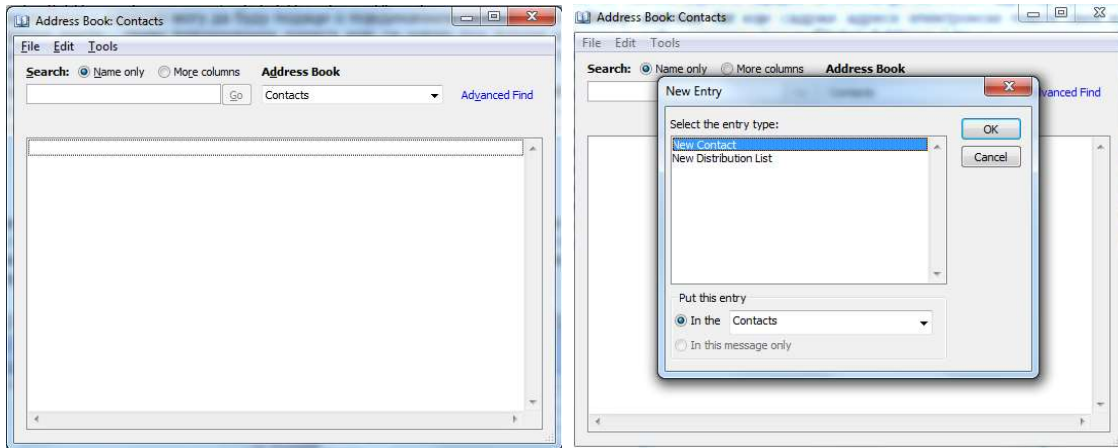 Address Book: Contacts
File Edit Tools
Search: Name only More columns Address Book
Go Contacts Advanced Find
Address Book: Contacts
File Edit Tools
Search: Name only More columns Address Book
vanced Find
New Entry
Select the entry type:
New Contact
New Distribution List
OK
Cancel
Put this entry
In the Contacts
In this message only